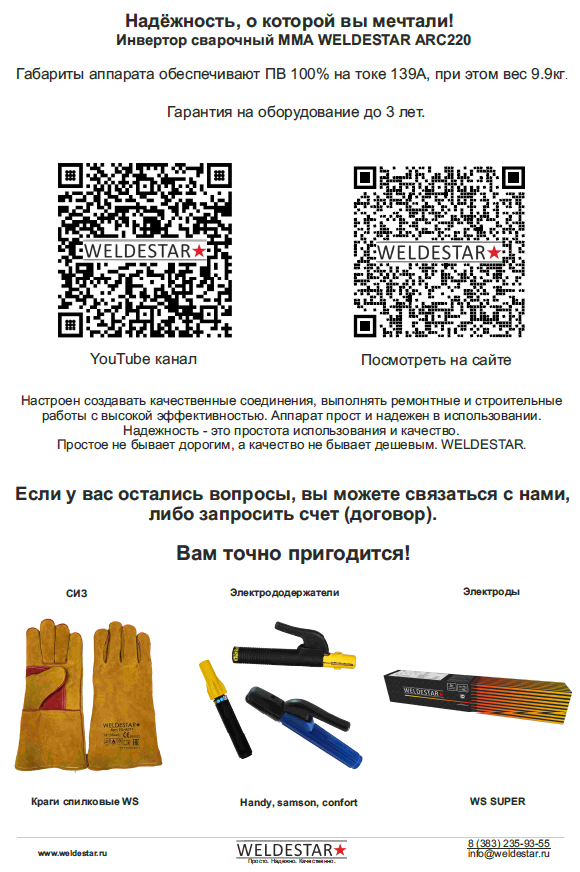 Надёжность, о которой вы мечтали!
Инвертор сварочный MMA WELDESTAR ARC220
Габариты аппарата обеспечивают ПВ 100% на токе 139А, при этом вес 9.9кг.
Гарантия на оборудование до 3 лет.
WELDESTAR
WELDESTAR
YouTube канал
Посмотреть на сайте
Настроен создавать качественные соединения, выполнять ремонтные и строительные
работы с высокой эффективностью. Аппарат прост и надежен в использовании.
Надежность - это простота использования и качество.
Простое не бывает дорогим, а качество не бывает дешевым. WELDESTAR.
Если у вас остались вопросы, вы можете связаться с нами,
либо запросить счет (договор).
Вам точно пригодится!
СИЗ
Электрододержатели
Электроды
WELDESTAR
WELDESTAR
Краги спилковые WS
Handy, samson, confort
WS SUPER
www.weldestar.ru
WELDESTAR
Просто. Надежно. Качественно.
8 (383) 235-93-55
info@weldestar.ru